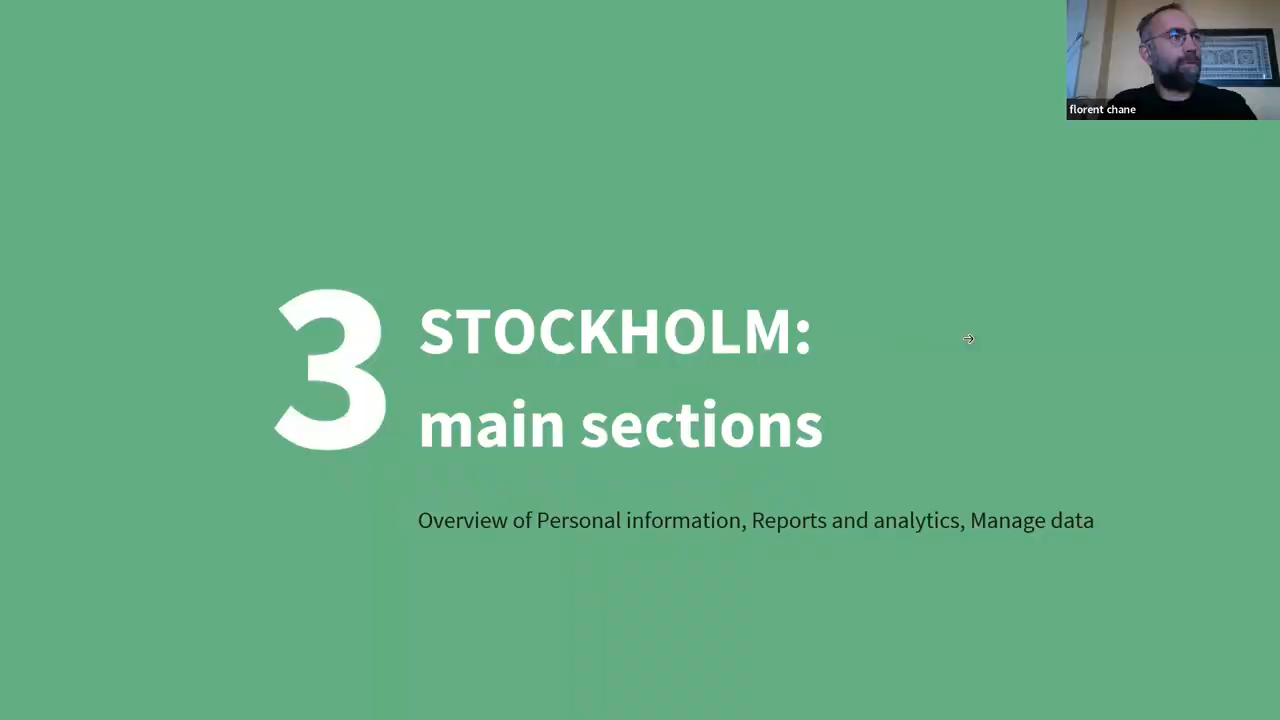 florent chane
3
STOCKHOLM:
main sections
Overview of Personal information, Reports and analytics, Manage data